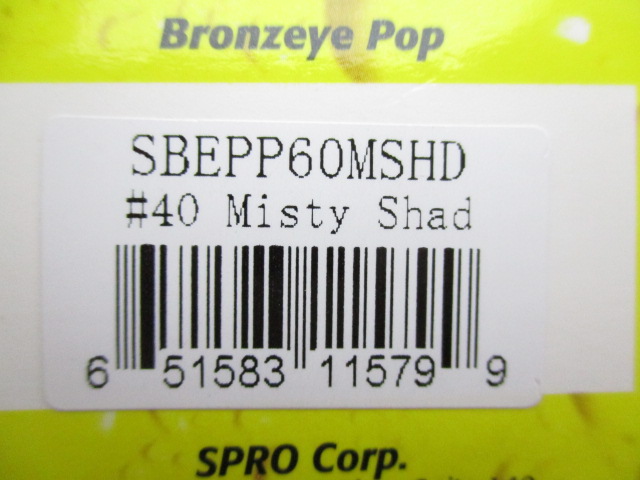 Bronzeye Pop
SBEPP60MSHD
#40 Misty Shad
6 51583 11579 9
SPRO Corp.